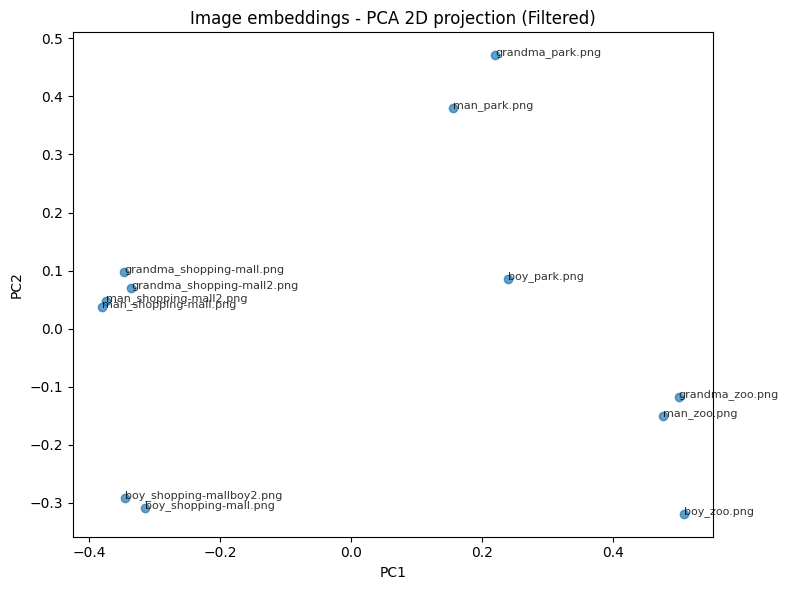 Image embeddings - PCA 2D projection (Filtered)
0.5
grandma_park.png
0.4
man_park.png
0.3
0.2
0.1
grandma_shopping-mall.png
boy_park.png
grandma_shopping-mall2.png
man_shopping-mall2.png
man_shopping-mall.png
PC2
0.0
−0.1
grandma_zoo.png
man_zoo.png
−0.2
−0.3
boy_shopping-mallboy2.png
boy_shopping-mall.png
boy_zoo.png
−0.4
−0.2
0.0
0.2
0.4
PC1